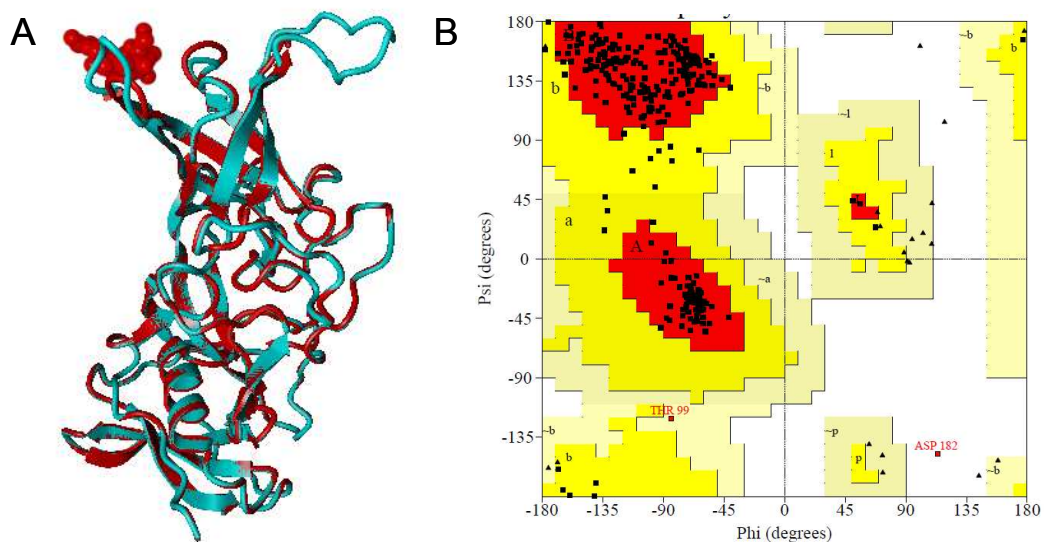 A
B
180
135
90
45
0
-45
-90
-135
-180
-135
-90
-45
0
45
90
135
180
Psi (degrees)
Phi (degrees)
b
~b
~b
b
~l
l
a
A
~a
THR 99
~b
b
~p
p
ASP 182
~b